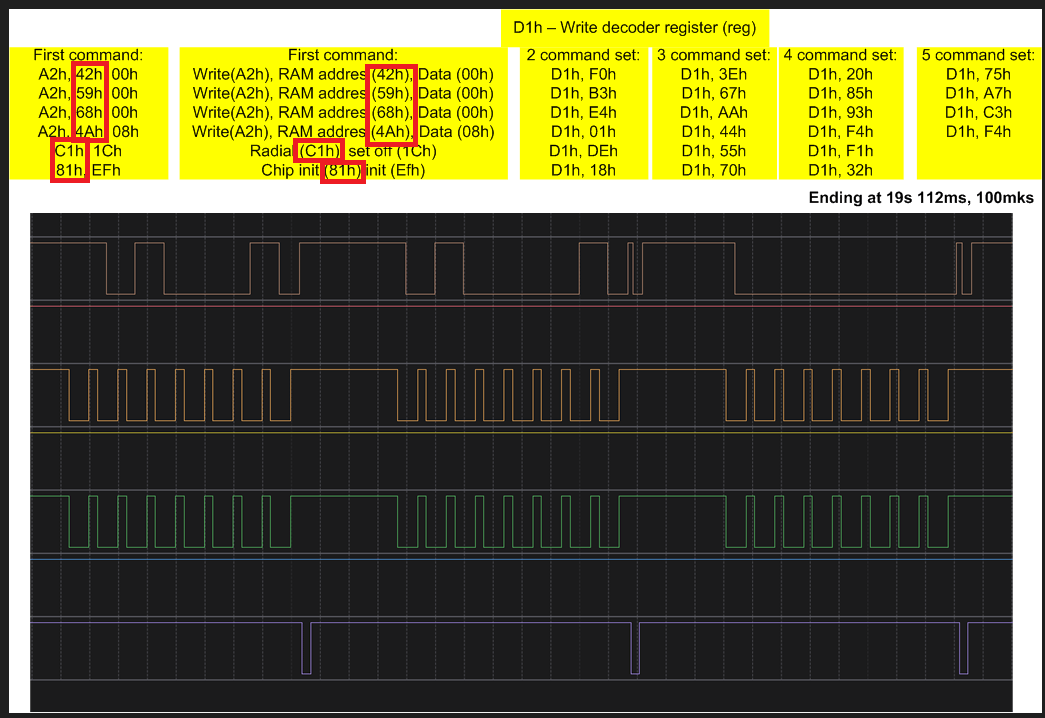 D1h – Write decoder register (reg)
First command:
A2h, 42h, 00h
A2h, 59h, 00h
A2h, 68h, 00h
A2h, 4Ah, 08h
C1h, 1Ch
81h, EFh
First command:
Write(A2h), RAM addres (42h), Data (00h)
Write(A2h), RAM addres (59h), Data (00h)
Write(A2h), RAM addres (68h), Data (00h)
Write(A2h), RAM addres (4Ah), Data (08h)
Radial (C1h), set off (1Ch)
Chip init (81h) init (Efh)
2 command set:
D1h, F0h
D1h, B3h
D1h, E4h
D1h, 01h
D1h, DEh
D1h, 18h
3 command set:
D1h, 3Eh
D1h, 67h
D1h, AAh
D1h, 44h
D1h, 55h
D1h, 70h
4 command set:
D1h, 20h
D1h, 85h
D1h, 93h
D1h, F4h
D1h, F1h
D1h, 32h
5 command set:
D1h, 75h
D1h, A7h
D1h, C3h
D1h, F4h
Ending at 19s 112ms, 100mks